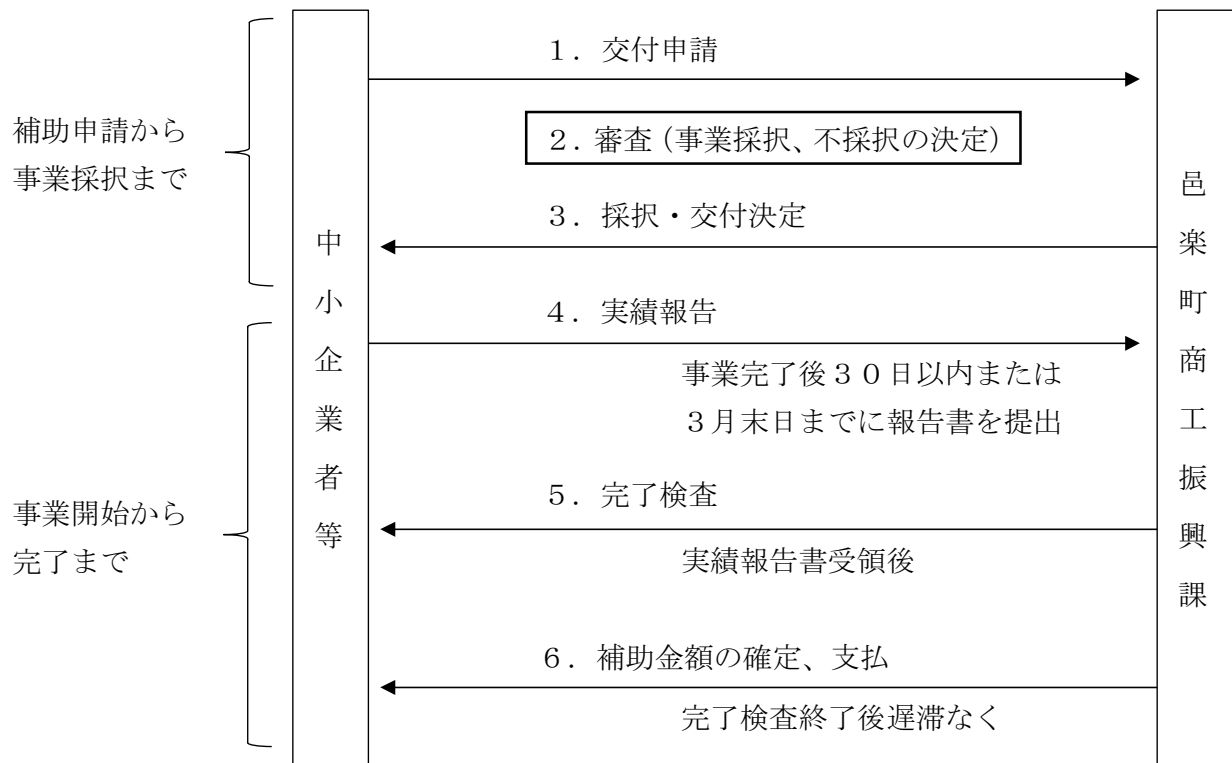 補助申請から
事業採択まで
事業開始から
完了まで
中小企業者等
１．交付申請
２．審査（事業採択、不採択の決定）
３．採択・交付決定
４．実績報告
事業完了後３０日以内または
３月末日までに報告書を提出
５．完了検査
実績報告書受領後
６．補助金額の確定、支払
完了検査終了後遅滞なく
邑楽町商工振興課